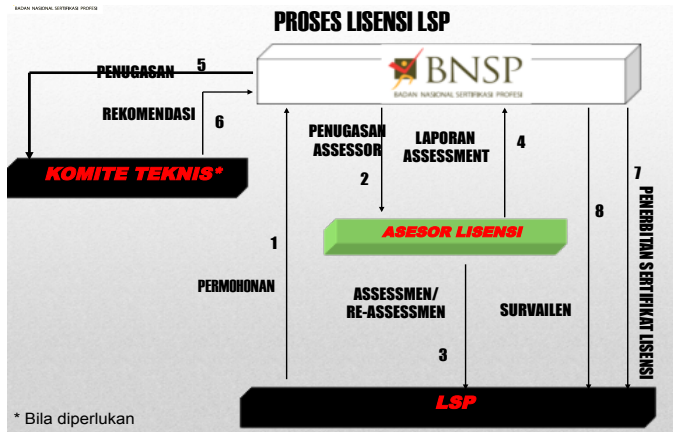 BADAN NASIONAL SERTIFIKASI PROFESI
PROSES LISENSI LSP
BNSP
BADAN NASIONAL SERTIFIKASI PROFESI
PENUGASAN 5
REKOMENDASI 6
KOMITE TEKNIS*
PENUGASAN
ASSESSOR
2
LAPORAN
ASSESSMENT
4
7
PENERBITAN SERTIFIKAT LISENSI
8
1
ASESOR LISENSI
PERMOHONAN
ASSESSMEN/
RE-ASSESSMEN
SURVAILEN
3
LSP
* Bila diperlukan